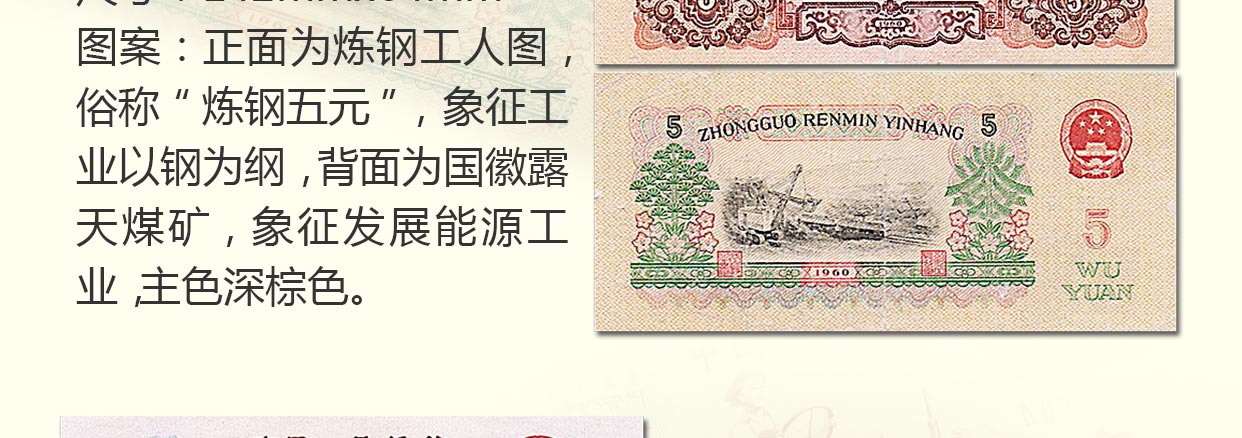 图案：正面为炼钢工人图，
俗称“炼钢五元”，象征工
业以钢为纲，背面为国徽露
天煤矿，象征发展能源工
业，主色深棕色。
1960
5 ZHONGGUO RENMIN YINHANG 5
5
WU
YUAN
1960